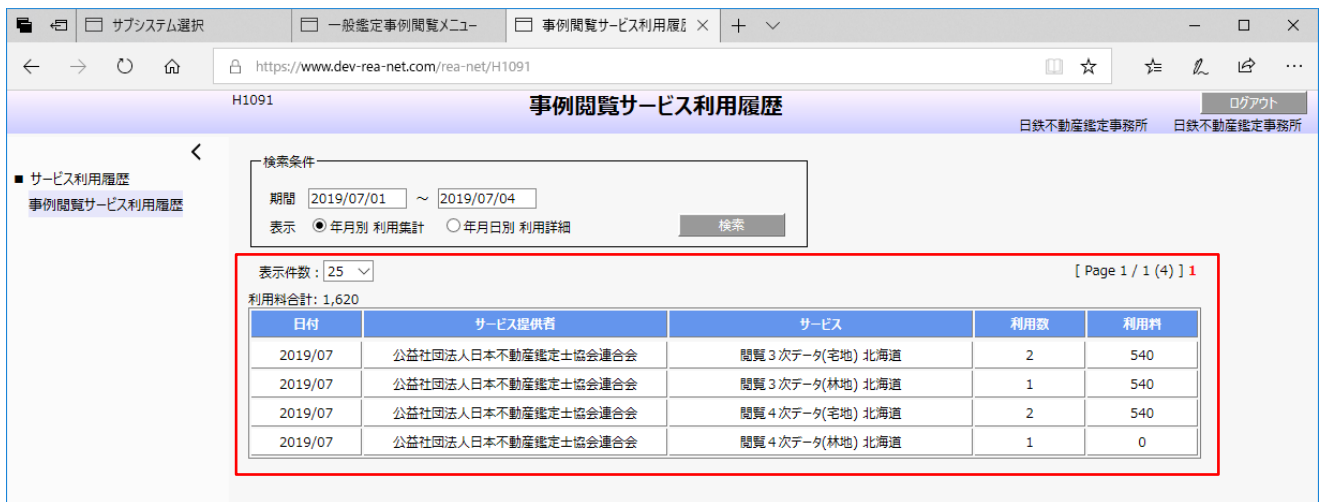 サブシステム選択
一般鑑定事例閲覧メニュー
事例閲覧サービス利用履歴
https://www.dev-rea-net.com/rea-net/H1091
H1091
事例閲覧サービス利用履歴
ログアウト
日鉄不動産鑑定事務所 日鉄不動産鑑定事務所
■ サービス利用履歴
事例閲覧サービス利用履歴
検索条件
期間 2019/07/01 ～ 2019/07/04
表示 年月別 利用集計 年月日別 利用詳細 検索
表示件数 : 25 [ Page 1 / 1 (4) ] 1
利用料合計: 1,620
日付 サービス提供者 サービス 利用数 利用料
2019/07 公益社団法人日本不動産鑑定士協会連合会 閲覧３次データ(宅地) 北海道 2 540
2019/07 公益社団法人日本不動産鑑定士協会連合会 閲覧３次データ(林地) 北海道 1 540
2019/07 公益社団法人日本不動産鑑定士協会連合会 閲覧４次データ(宅地) 北海道 2 540
2019/07 公益社団法人日本不動産鑑定士協会連合会 閲覧４次データ(林地) 北海道 1 0